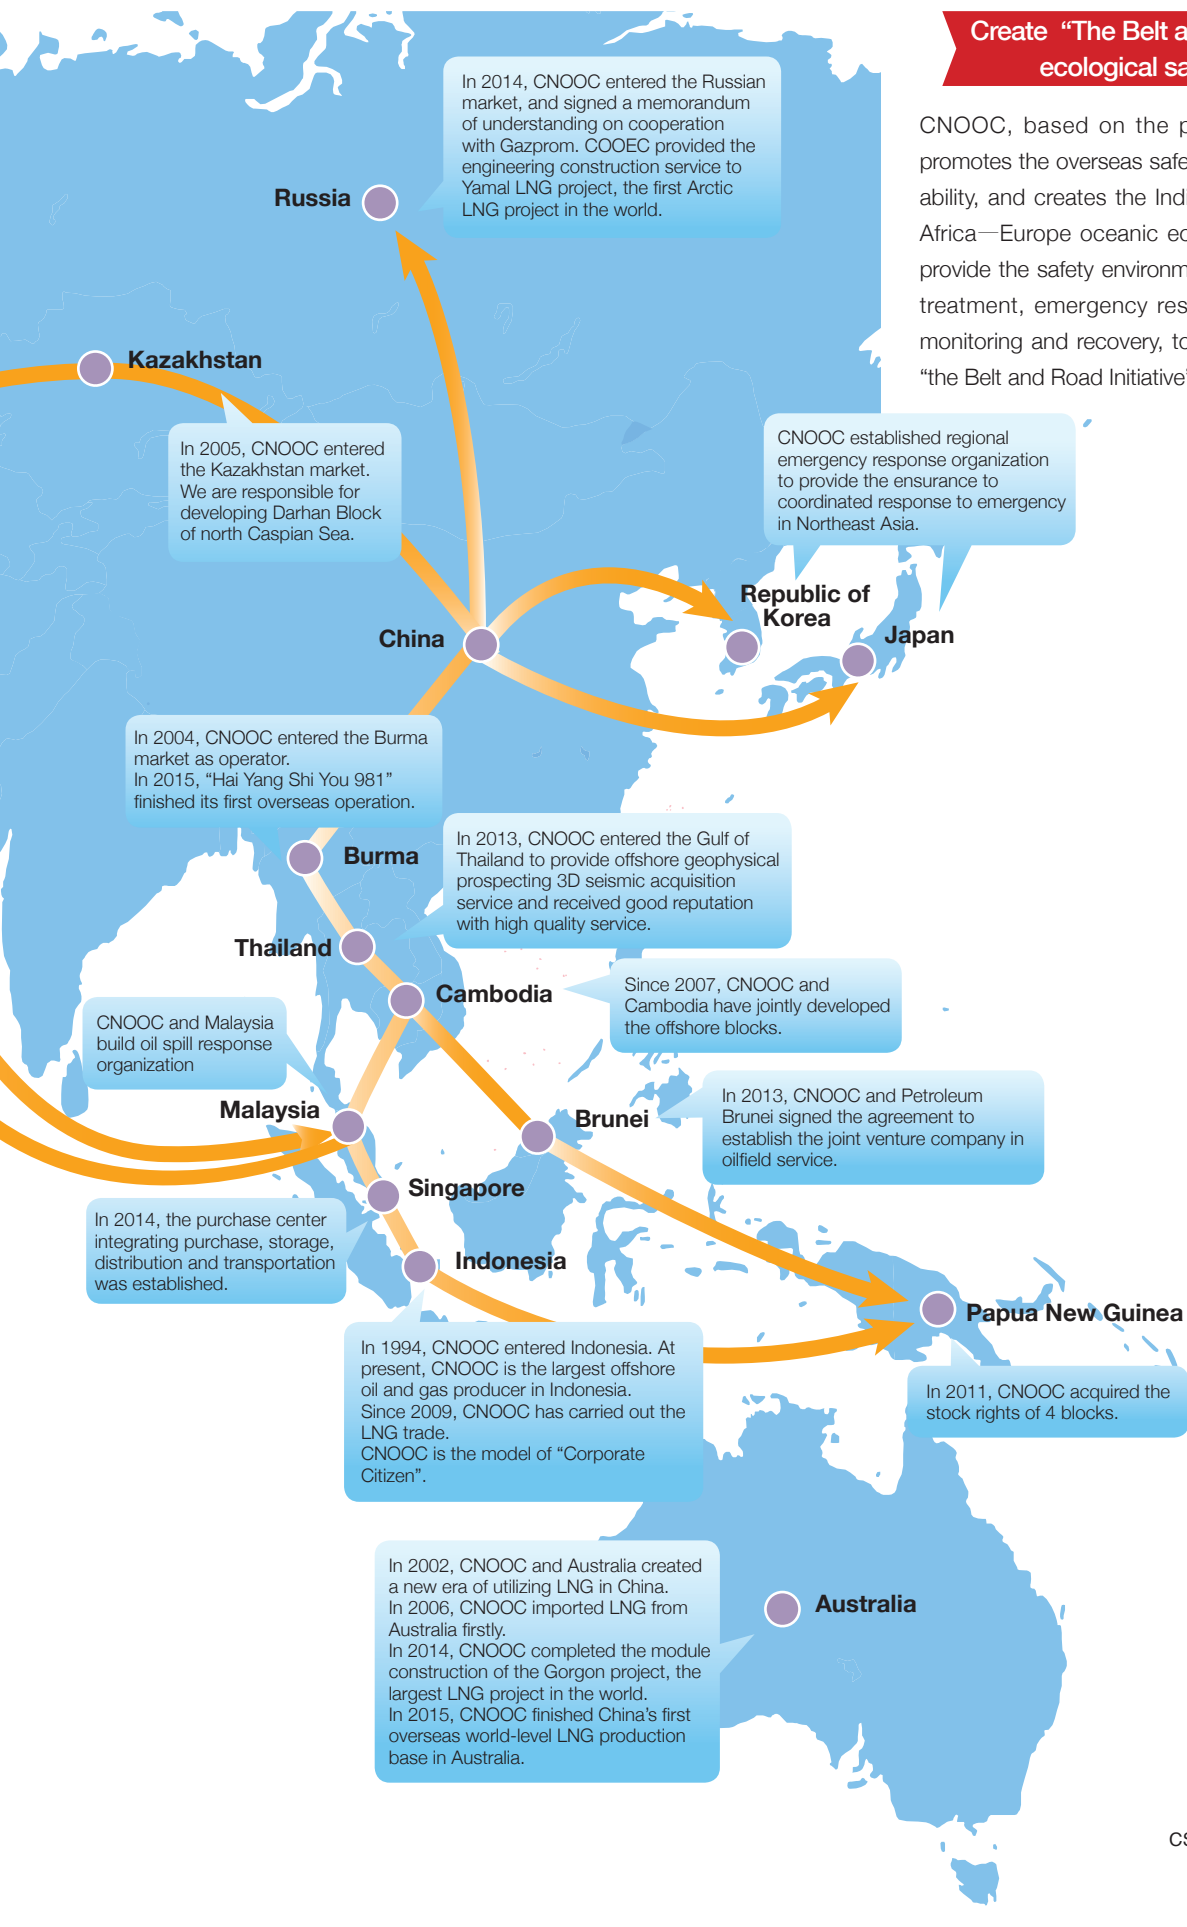 Create “The Belt a
ecological sa
CNOOC, based on the p
promotes the overseas safe
ability, and creates the Indi
Africa—Europe oceanic ec
provide the safety environm
treatment, emergency res
monitoring and recovery, to
“the Belt and Road Initiative”
In 2014, CNOOC entered the Russian
market, and signed a memorandum
of understanding on cooperation
with Gazprom. COOEC provided the
engineering construction service to
Yamal LNG project, the first Arctic
LNG project in the world.
Russia
Kazakhstan
In 2005, CNOOC entered
the Kazakhstan market.
We are responsible for
developing Darhan Block
of north Caspian Sea.
CNOOC established regional
emergency response organization
to provide the ensurance to
coordinated response to emergency
in Northeast Asia.
Republic of
Korea
Japan
China
In 2004, CNOOC entered the Burma
market as operator.
In 2015, “Hai Yang Shi You 981”
finished its first overseas operation.
Burma
In 2013, CNOOC entered the Gulf of
Thailand to provide offshore geophysical
prospecting 3D seismic acquisition
service and received good reputation
with high quality service.
Thailand
Cambodia
Since 2007, CNOOC and
Cambodia have jointly developed
the offshore blocks.
CNOOC and Malaysia
build oil spill response
organization
Malaysia
Brunei
In 2013, CNOOC and Petroleum
Brunei signed the agreement to
establish the joint venture company in
oilfield service.
Singapore
In 2014, the purchase center
integrating purchase, storage,
distribution and transportation
was established.
Indonesia
Papua New Guinea
In 1994, CNOOC entered Indonesia. At
present, CNOOC is the largest offshore
oil and gas producer in Indonesia.
Since 2009, CNOOC has carried out the
LNG trade.
CNOOC is the model of “Corporate
Citizen”.
In 2011, CNOOC acquired the
stock rights of 4 blocks.
In 2002, CNOOC and Australia created
a new era of utilizing LNG in China.
In 2006, CNOOC imported LNG from
Australia firstly.
In 2014, CNOOC completed the module
construction of the Gorgon project, the
largest LNG project in the world.
In 2015, CNOOC finished China’s first
overseas world-level LNG production
base in Australia.
Australia
CS